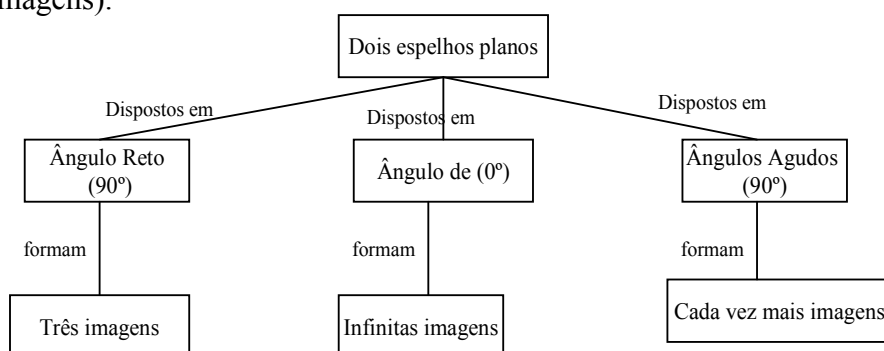 magens).
Dois espelhos planos
Dispostos em
Dispostos em
Dispostos em
Ângulo Reto
(90º)
Ângulo de (0º)
Ângulos Agudos
(90º)
formam
formam
formam
Três imagens
Infinitas imagens
Cada vez mais imagens